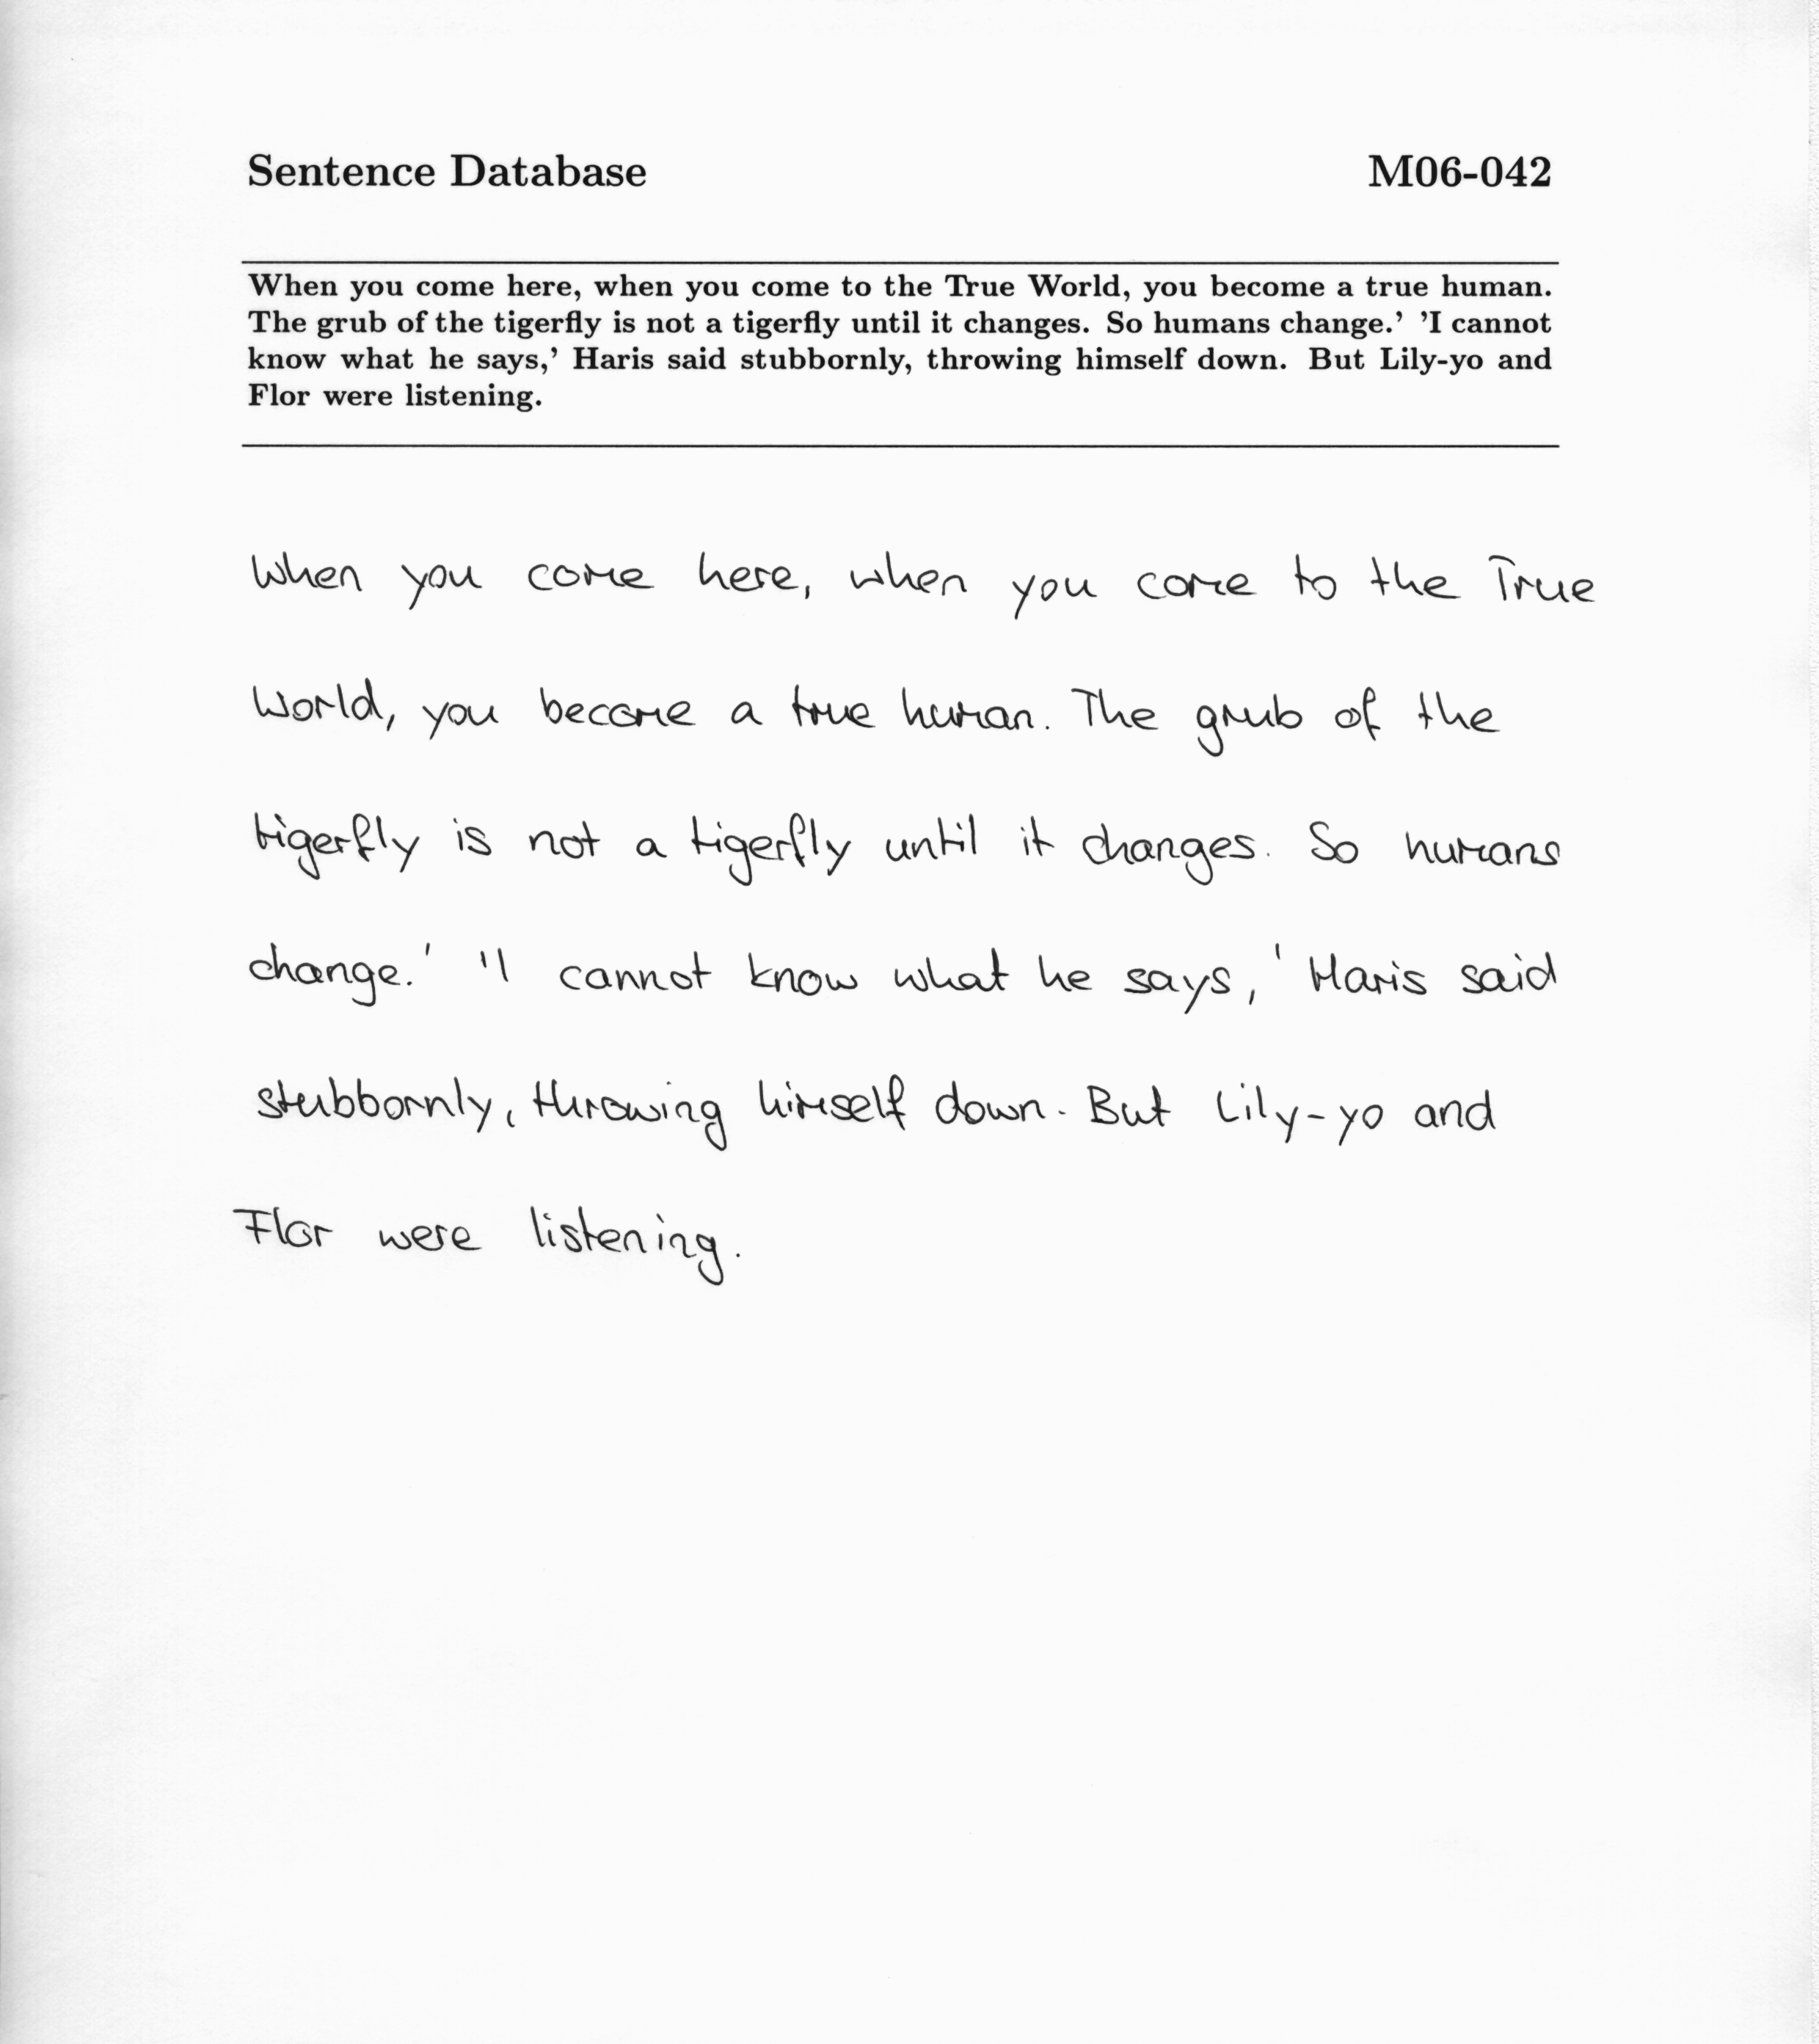 Sentence Database M06-042
When you come here, when you come to the True World, you become a true human.
The grub of the tigerfly is not a tigerfly until it changes. So humans change.' 'I cannot
know what he says,' Haris said stubbornly, throwing himself down. But Lily-yo and
Flor were listening.
When you come here, when you come to the True
World, you become a true human. The grub of the
tigerfly is not a tigerfly until it changes. So humans
change.' 'I cannot know what he says,' Haris said
stubbornly, throwing himself down. But Lily-yo and
Flor were listening.